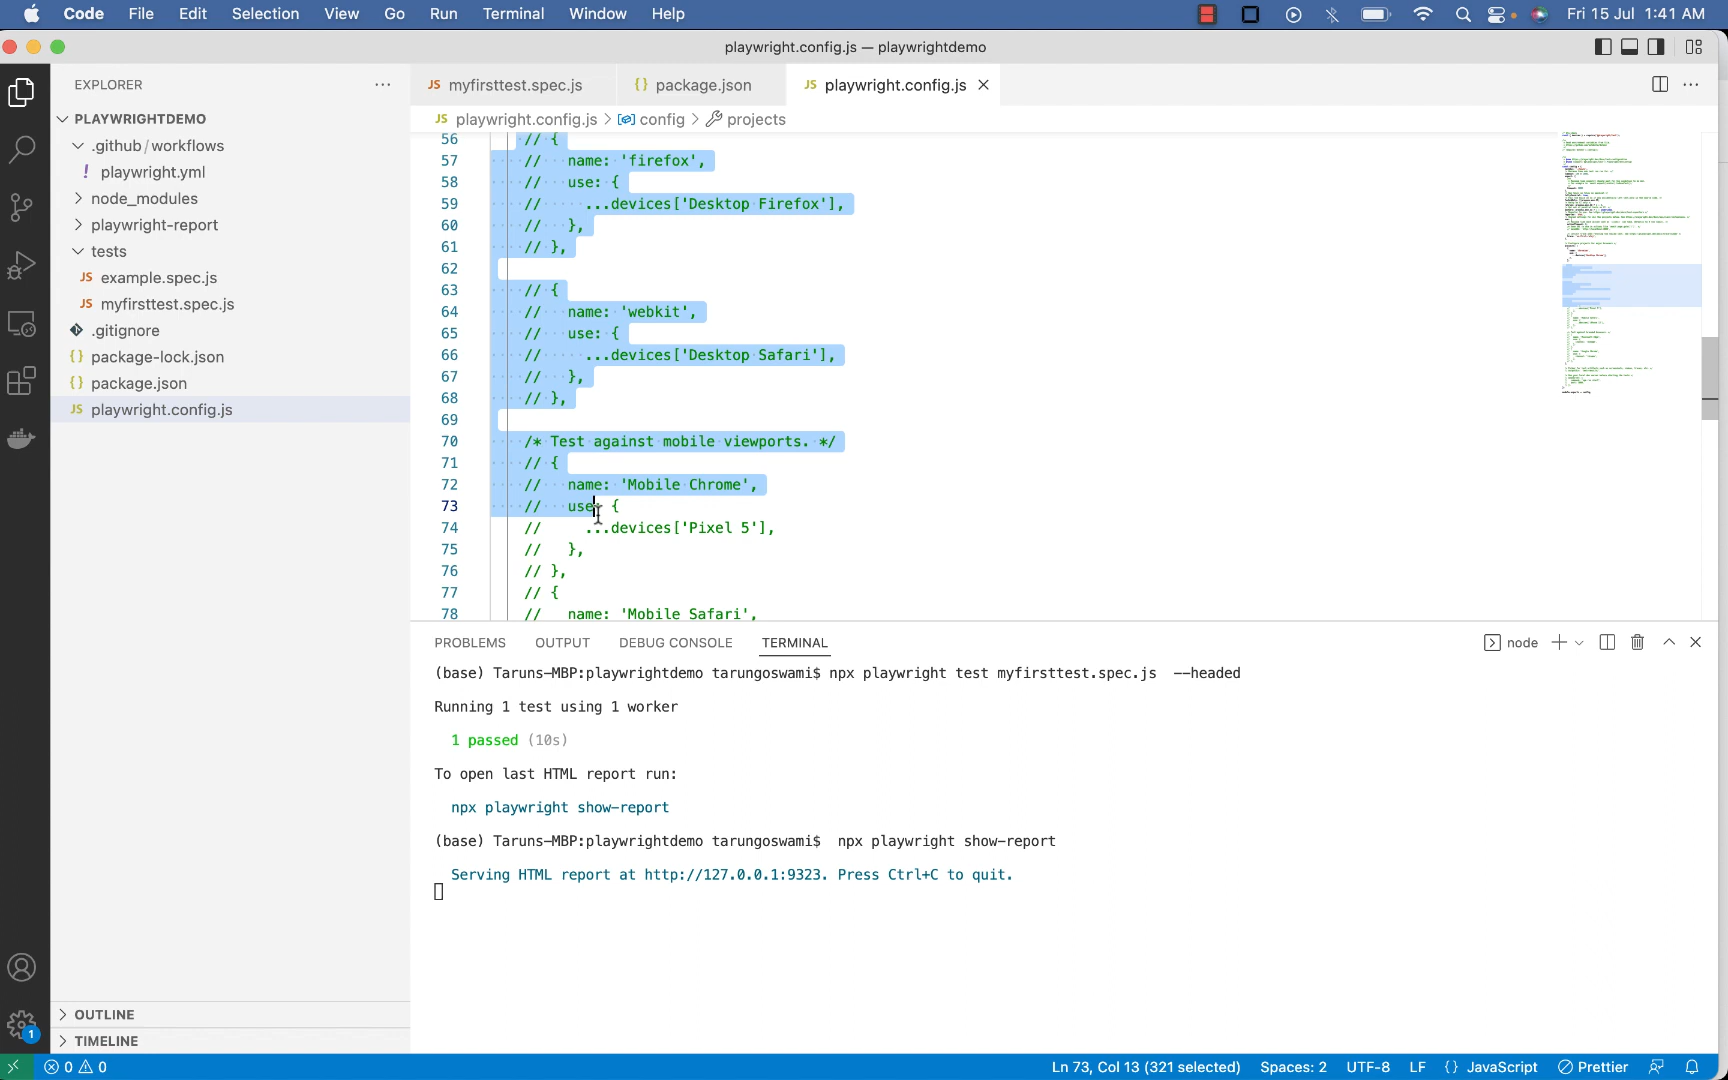 Code File Edit Selection View Go Run Terminal Window Help Fri 15 Jul 1:41 AM
playwright.config.js — playwrightdemo
EXPLORER
JS myfirsttest.spec.js {} package.json JS playwright.config.js
JS playwright.config.js > config > projects
PLAYWRIGHTDEMO
.github/workflows
! playwright.yml
node_modules
playwright-report
tests
JS example.spec.js
JS myfirsttest.spec.js
.gitignore
{} package-lock.json
{} package.json
JS playwright.config.js
OUTLINE
TIMELINE
1
56 // {
57 //   name: 'firefox',
58 //   use: {
59 //     ...devices['Desktop Firefox'],
60 //   },
61 // },
62
63 // {
64 //   name: 'webkit',
65 //   use: {
66 //     ...devices['Desktop Safari'],
67 //   },
68 // },
69
70 /* Test against mobile viewports. */
71 // {
72 //   name: 'Mobile Chrome',
73 //   use: {
74 //     ...devices['Pixel 5'],
75 //   },
76 // },
77 // {
78 //   name: 'Mobile Safari',
PROBLEMS OUTPUT DEBUG CONSOLE TERMINAL node
(base) Taruns-MBP:playwrightdemo tarungoswami$ npx playwright test myfirsttest.spec.js  --headed
Running 1 test using 1 worker
1 passed (10s)
To open last HTML report run:
npx playwright show-report
(base) Taruns-MBP:playwrightdemo tarungoswami$  npx playwright show-report
Serving HTML report at http://127.0.0.1:9323. Press Ctrl+C to quit.
0 0 Ln 73, Col 13 (321 selected) Spaces: 2 UTF-8 LF {} JavaScript Prettier